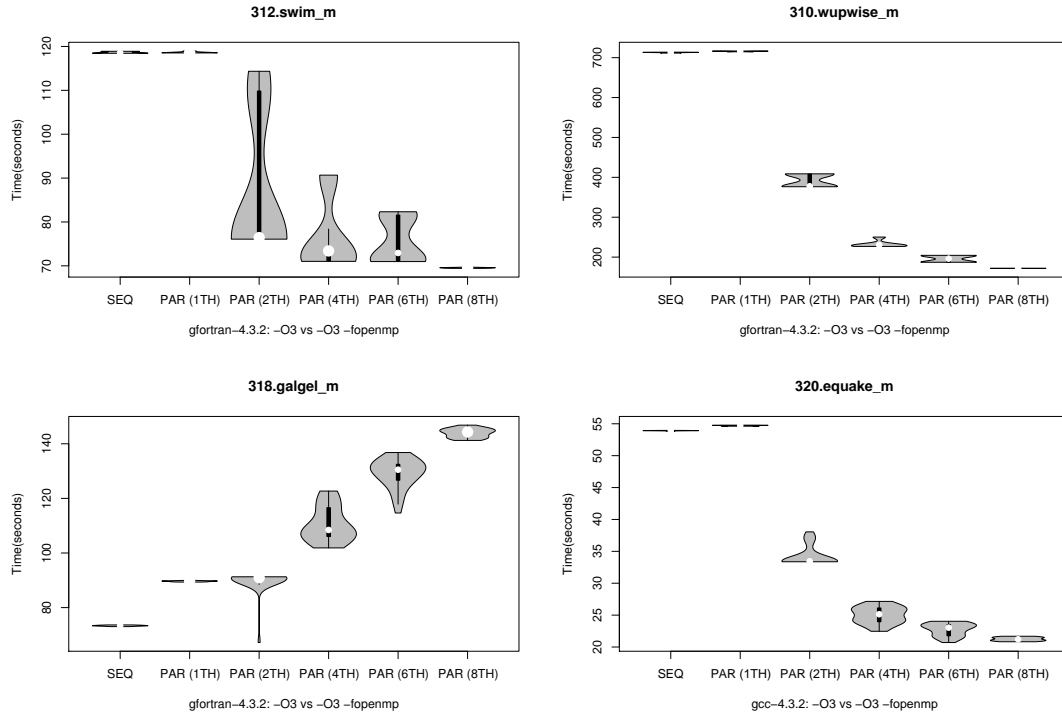 312.swim_m
Time(seconds)
120
110
100
90
80
70
SEQ PAR (1TH) PAR (2TH) PAR (4TH) PAR (6TH) PAR (8TH)
gfortran−4.3.2: −O3 vs −O3 −fopenmp
310.wupwise_m
Time(seconds)
700
600
500
400
300
200
SEQ PAR (1TH) PAR (2TH) PAR (4TH) PAR (6TH) PAR (8TH)
gfortran−4.3.2: −O3 vs −O3 −fopenmp
318.galgel_m
Time(seconds)
140
120
100
80
SEQ PAR (1TH) PAR (2TH) PAR (4TH) PAR (6TH) PAR (8TH)
gfortran−4.3.2: −O3 vs −O3 −fopenmp
320.equake_m
Time(seconds)
55
50
45
40
35
30
25
20
SEQ PAR (1TH) PAR (2TH) PAR (4TH) PAR (6TH) PAR (8TH)
gcc−4.3.2: −O3 vs −O3 −fopenmp